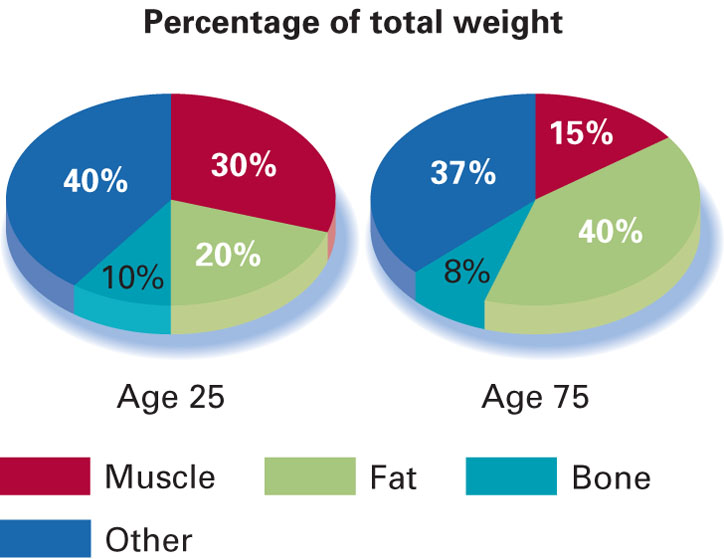 Percentage of total weight
40%
30%
20%
10%
37%
15%
40%
8%
Age 25
Age 75
Muscle
Fat
Bone
Other